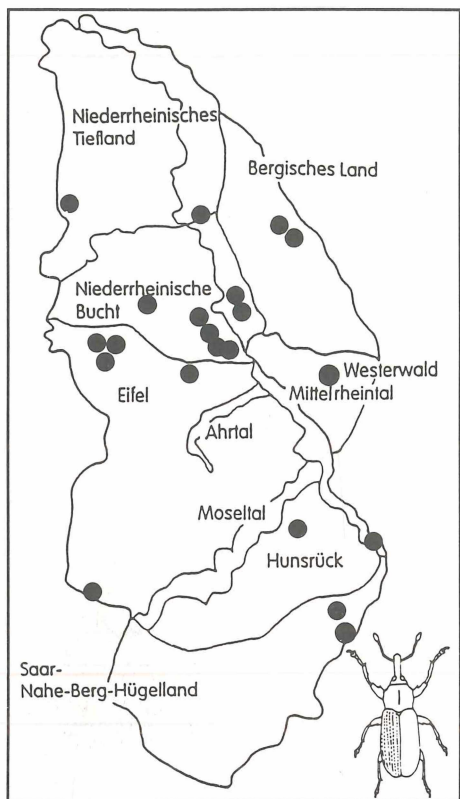 Niederrheinisches
Tiefland
Bergisches Land
Niederrheinische
Bucht
Westerwald
Mittelrheintal
Eifel
Ahrtal
Moseltal
Hunsrück
Saar-
Nahe-Berg-Hügelland